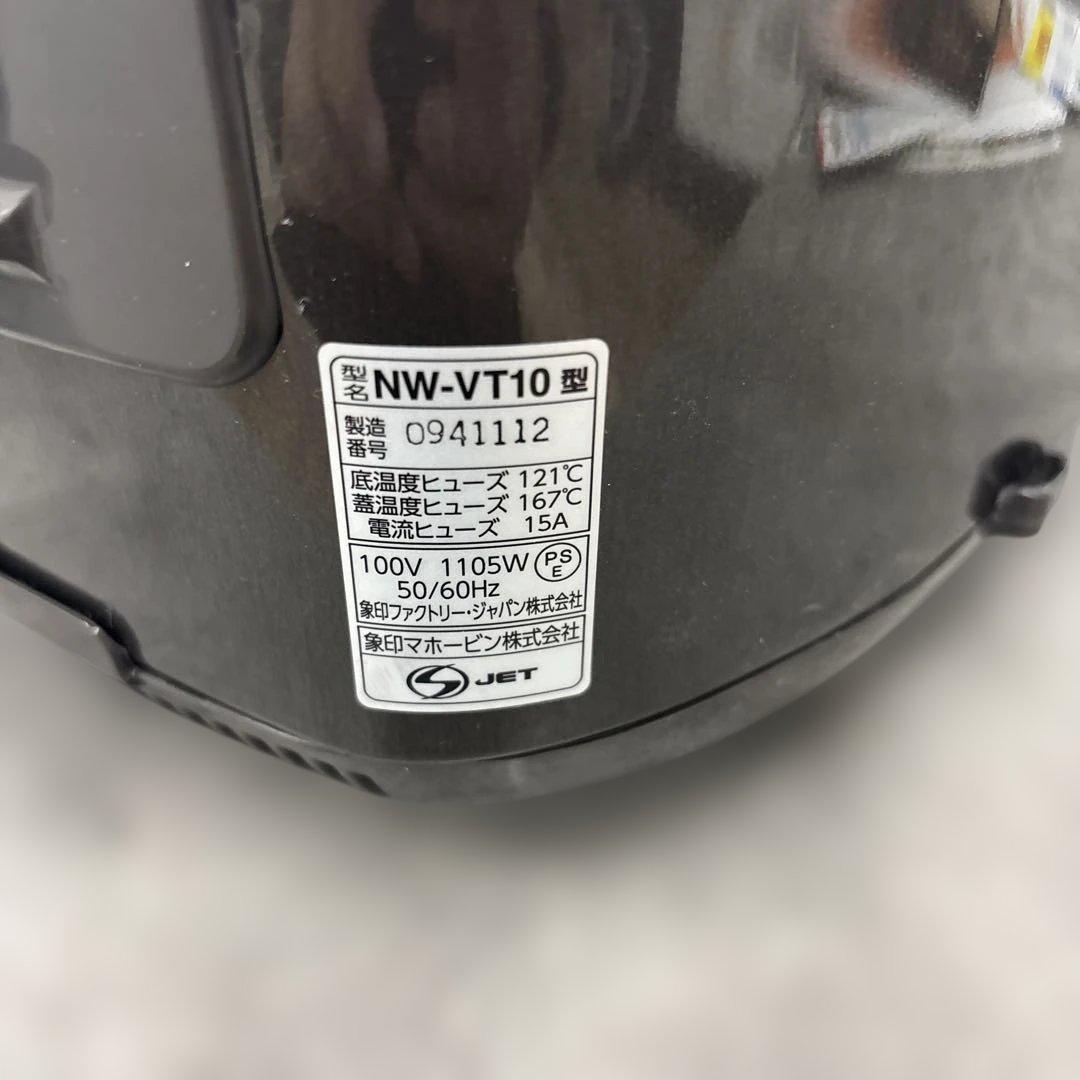 型名 NW-VT10 型
製造番号 0941112
底温度ヒューズ 121℃
蓋温度ヒューズ 167℃
電流ヒューズ 15A
100V 1105W PSE
50/60Hz
象印ファクトリー・ジャパン株式会社
象印マホービン株式会社
JET